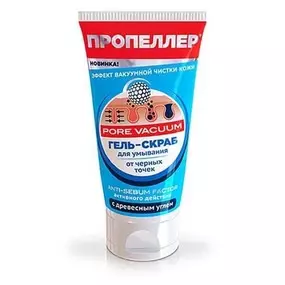 ПРОПЕЛЛЕР
НОВИНКА!
ЭФФЕКТ ВАКУУМНОЙ ЧИСТКИ КОЖИ
PORE VACUUM
ГЕЛЬ-СКРАБ
для умывания
от черных
точек
ANTI-SEBUM FACTOR
активного действия
с древесным углем